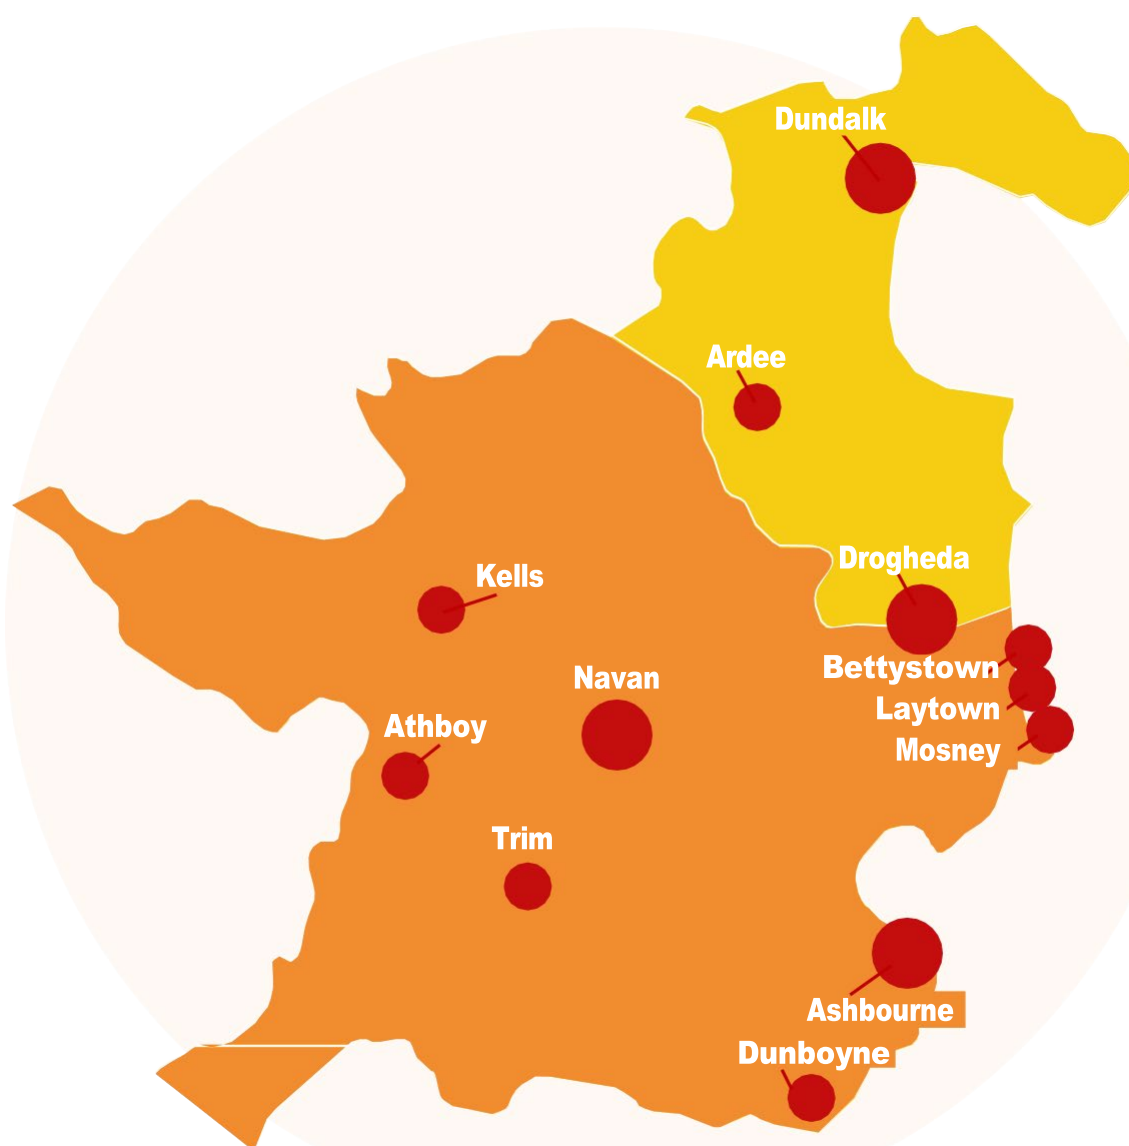 Dundalk
Ardee
Drogheda
Kells
Bettystown
Navan
Laytown
Athboy
Mosney
Trim
Ashbourne
Dunboyne